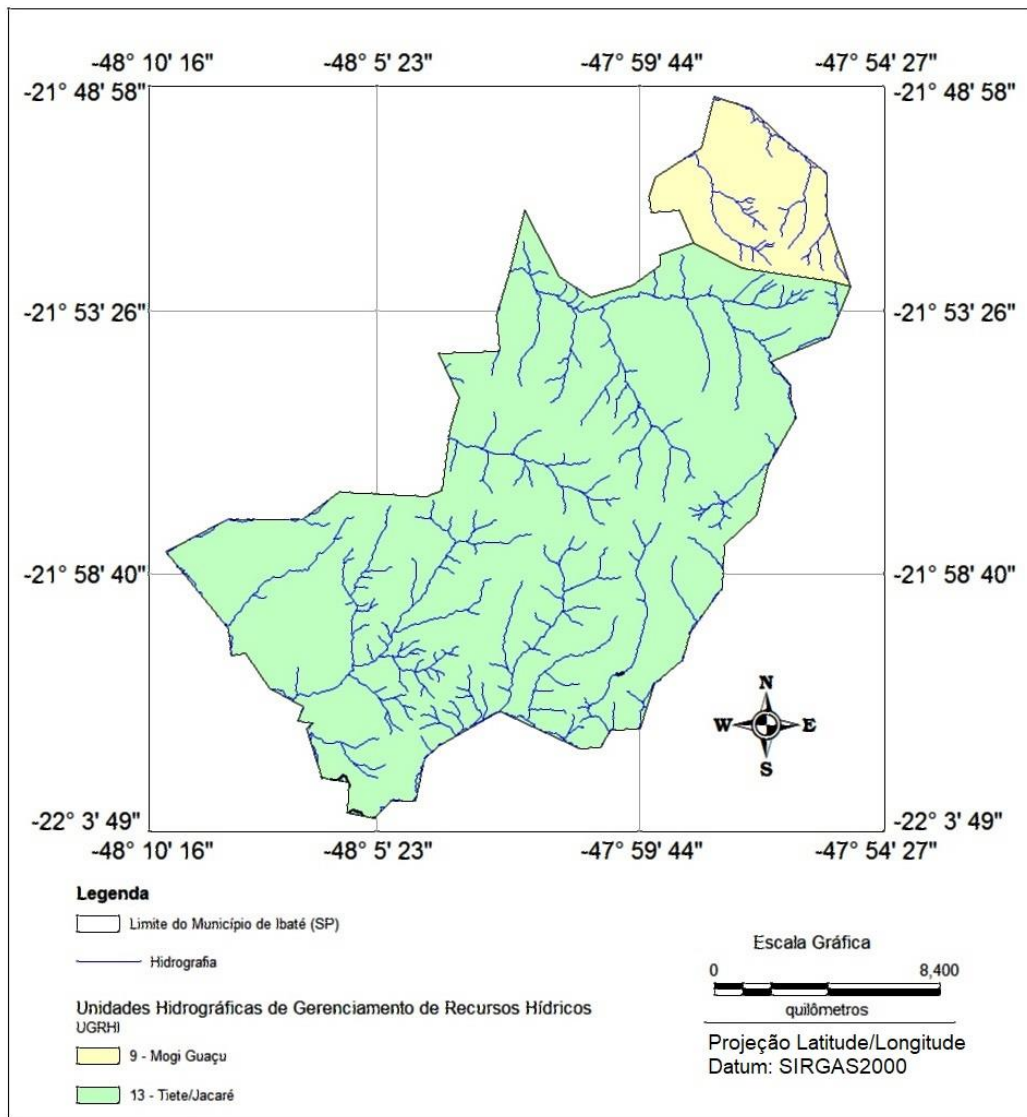 -48° 10' 16" -48° 5' 23" -47° 59' 44" -47° 54' 27"
-21° 48' 58" -21° 48' 58"
-21° 53' 26" -21° 53' 26"
-21° 58' 40" -21° 58' 40"
N
W E
S
-22° 3' 49" -22° 3' 49"
-48° 10' 16" -48° 5' 23" -47° 59' 44" -47° 54' 27"
Legenda
Limite do Município de Ibaté (SP)
Hidrografia
Unidades Hidrográficas de Gerenciamento de Recursos Hídricos
UGRHI
9 - Mogi Guaçu
13 - Tiete/Jacaré
Escala Gráfica
0 8,400
quilômetros
Projeção Latitude/Longitude
Datum: SIRGAS2000